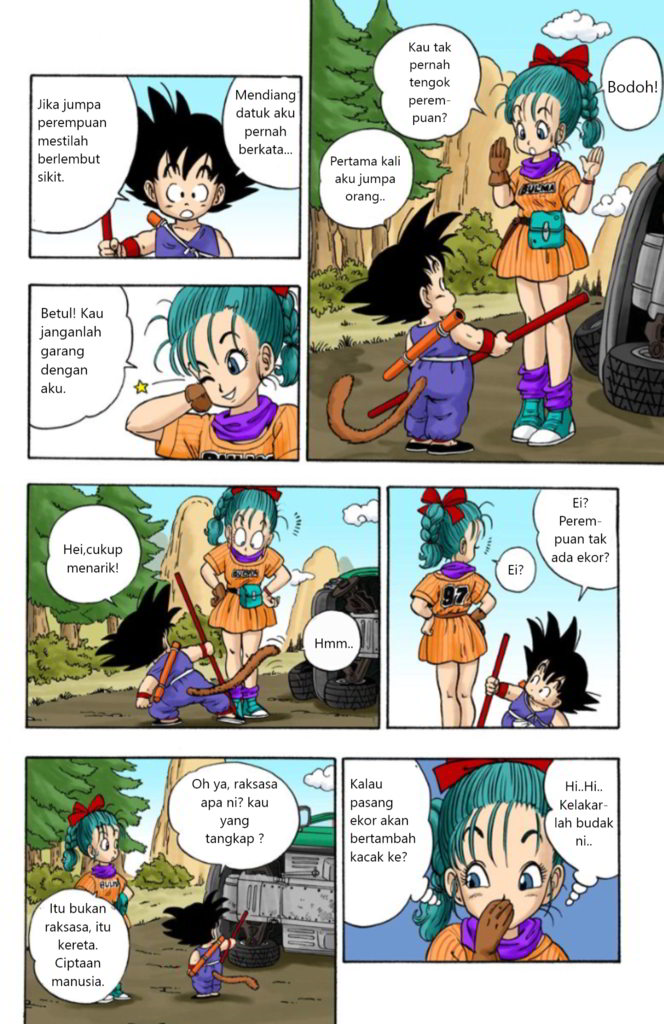 Bodoh!
Kau tak
pernah
tengok
perem-
puan?
Pertama kali
aku jumpa
orang..
BULMA
Mendiang
datuk aku
pernah
berkata...
Jika jumpa
perempuan
mestilah
berlembut
sikit.
Betul! Kau
janganlah
garang
dengan
aku.
Ei?
Perem-
puan tak
ada ekor?
Ei?
97
Hmm..
BULMA
Hei,cukup
menarik!
Hi..Hi..
Kelakar-
lah budak
ni..
Kalau
pasang
ekor akan
bertambah
kacak ke?
Oh ya, raksasa
apa ni? kau
yang
tangkap ?
Itu bukan
raksasa, itu
kereta.
Ciptaan
manusia.